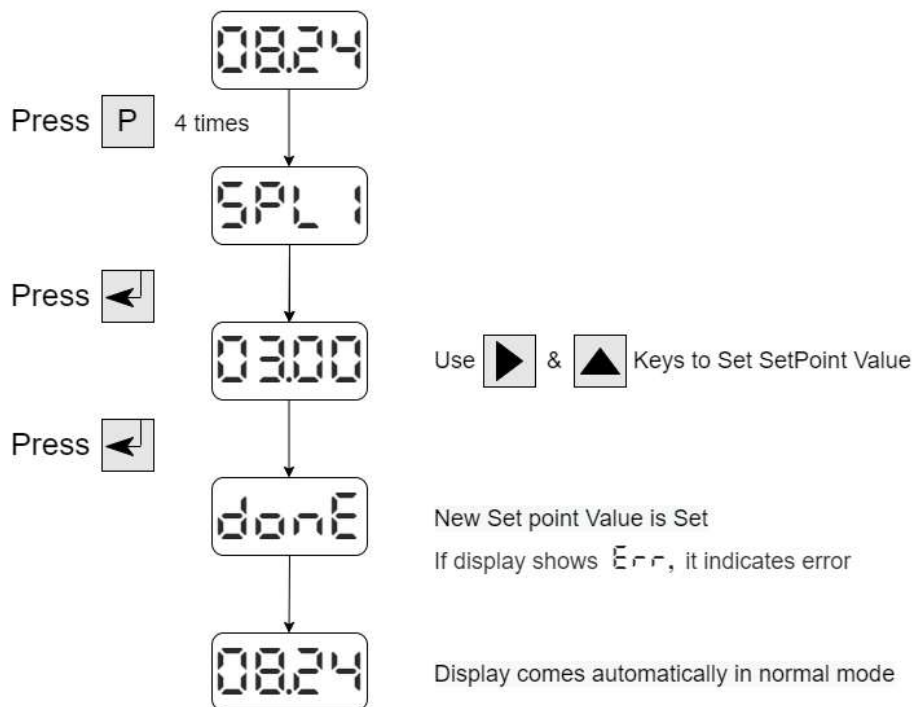 08.24
Press P 4 times
SPL 1
Press
03.00
Use & Keys to Set SetPoint Value
Press
donE
New Set point Value is Set
If display shows Err, it indicates error
08.24
Display comes automatically in normal mode